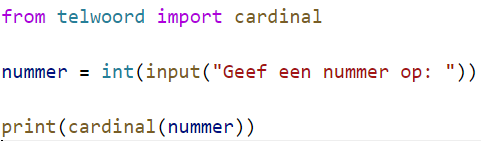 from telwoord import cardinal
nummer = int(input("Geef een nummer op: "))
print(cardinal(nummer))